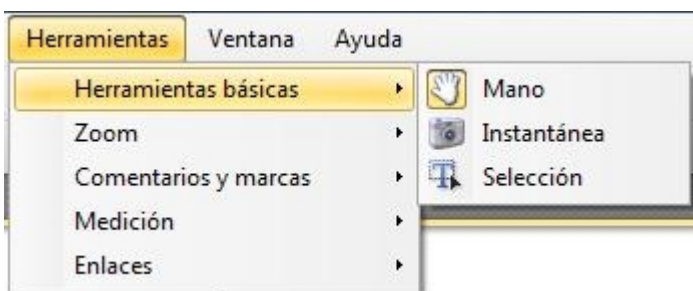 Herramientas Ventana Ayuda
Herramientas básicas
Mano
Zoom
Instantánea
Comentarios y marcas
Selección
Medición
Enlaces